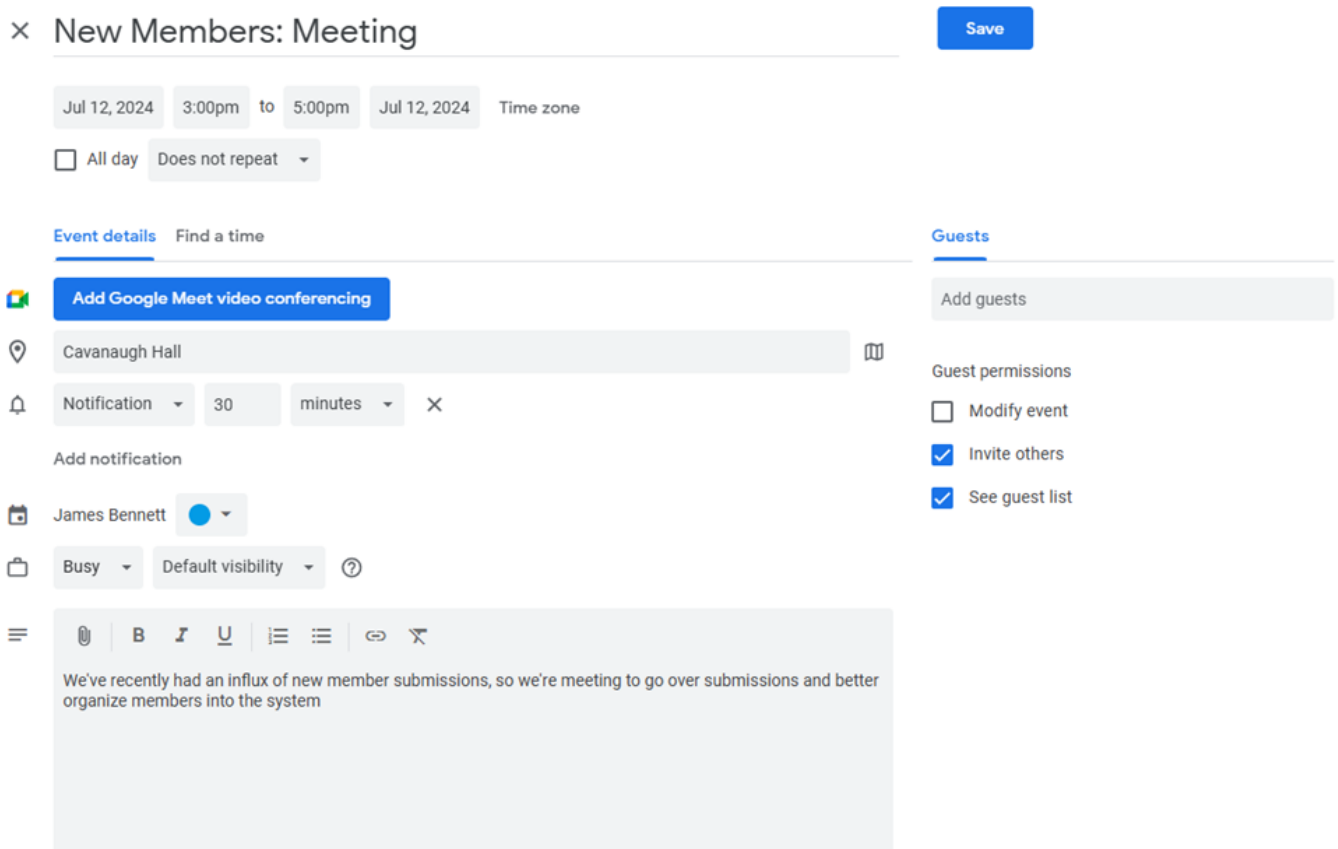 New Members: Meeting
Save
Jul 12, 2024 3:00pm to 5:00pm Jul 12, 2024 Time zone
All day Does not repeat
Event details Find a time
Guests
Add Google Meet video conferencing
Add guests
Cavanaugh Hall
Guest permissions
Notification 30 minutes
Modify event
Add notification
Invite others
See guest list
James Bennett
Busy Default visibility
B I U
We've recently had an influx of new member submissions, so we're meeting to go over submissions and better
organize members into the system